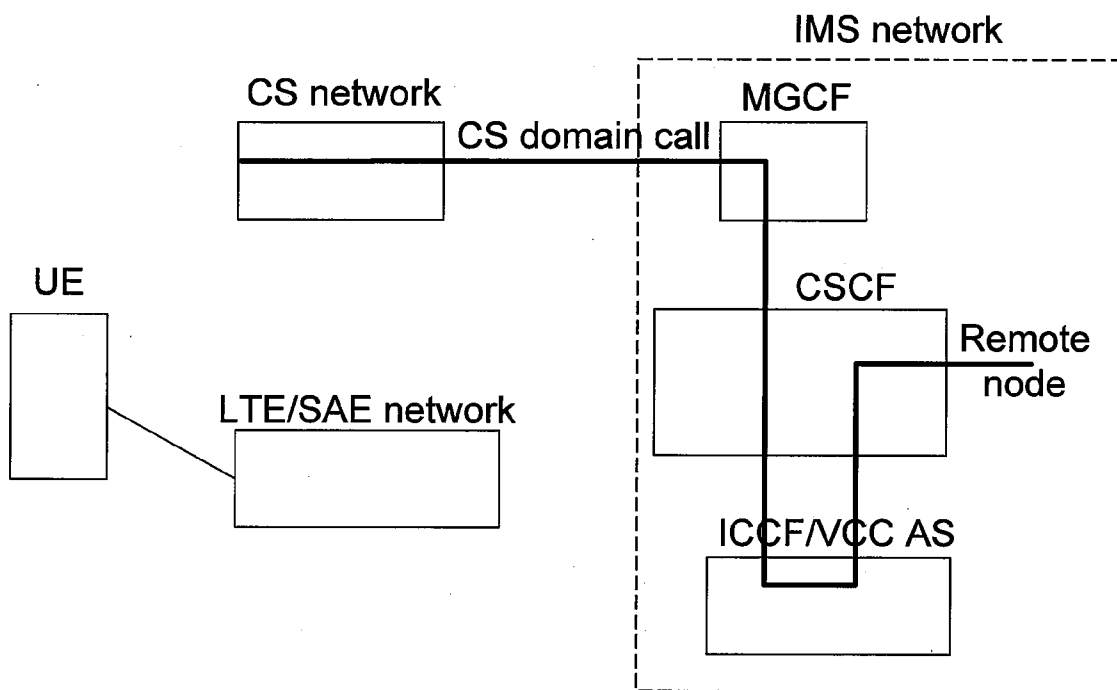 IMS network
CS network
MGCF
CS domain call
UE
CSCF
Remote
node
LTE/SAE network
ICCF/VCC AS